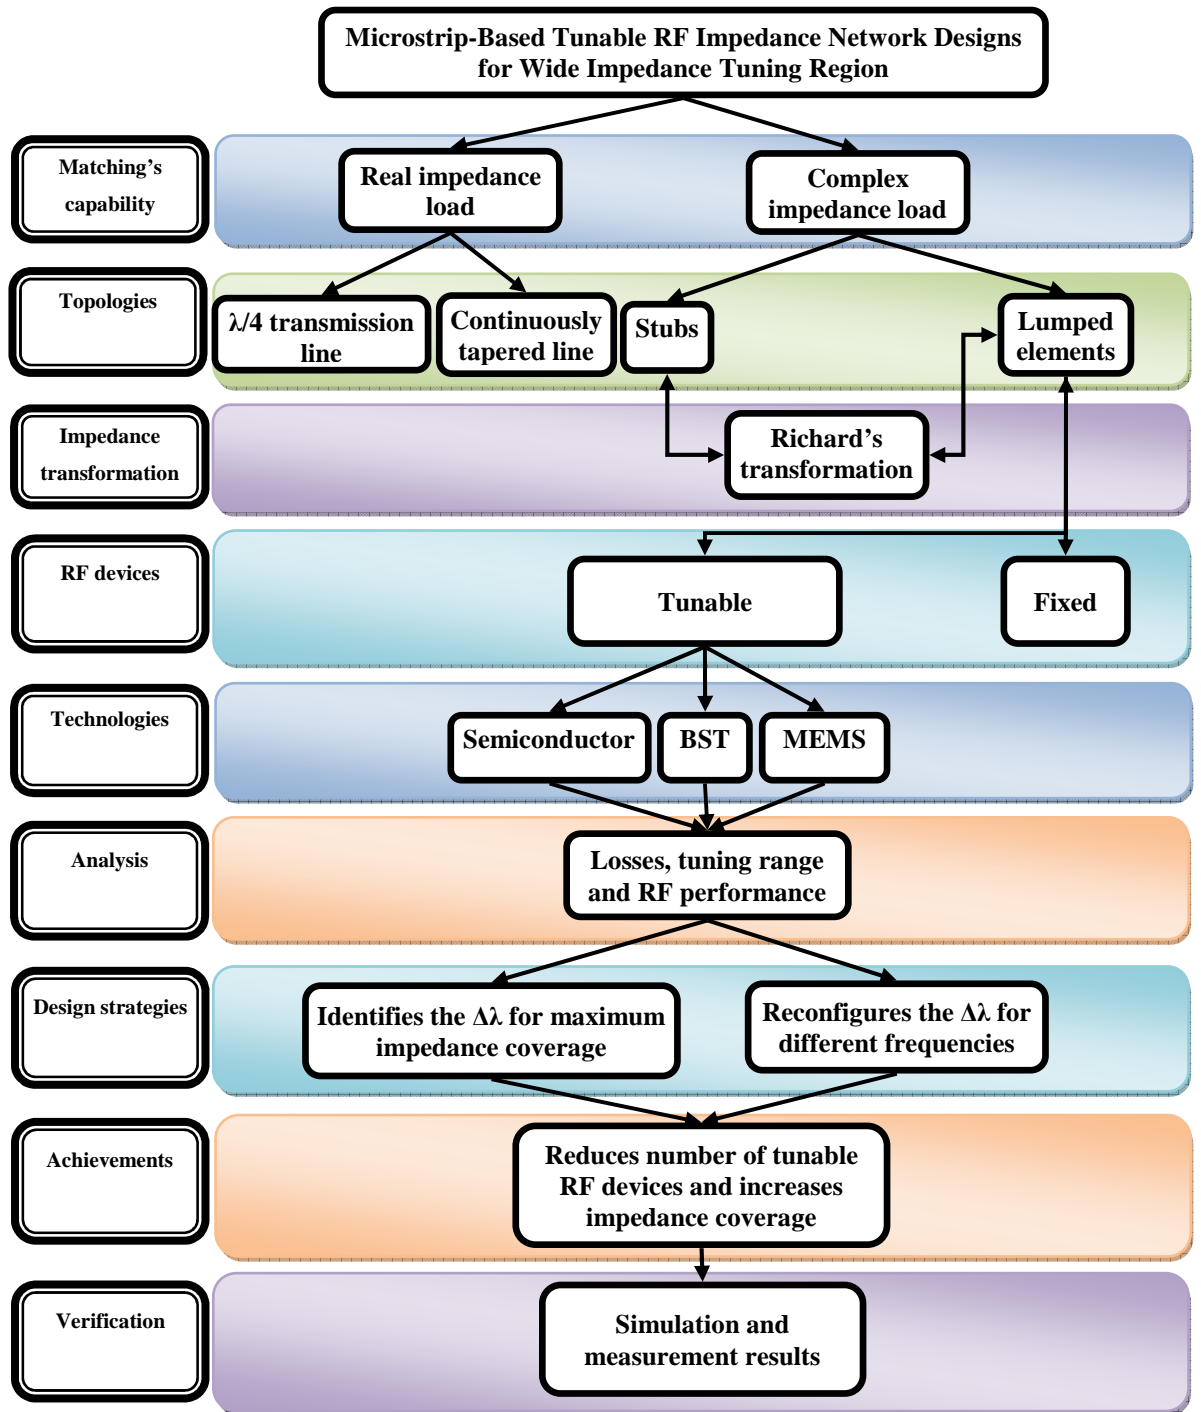 Microstrip-Based Tunable RF Impedance Network Designs
for Wide Impedance Tuning Region
Matching's
capability
Real impedance
load
Complex
impedance load
Topologies
λ/4 transmission
line
Continuously
tapered line
Stubs
Lumped
elements
Impedance
transformation
Richard's
transformation
RF devices
Tunable
Fixed
Technologies
Semiconductor
BST
MEMS
Analysis
Losses, tuning range
and RF performance
Design strategies
Identifies the Δλ for maximum
impedance coverage
Reconfigures the Δλ for
different frequencies
Achievements
Reduces number of tunable
RF devices and increases
impedance coverage
Verification
Simulation and
measurement results